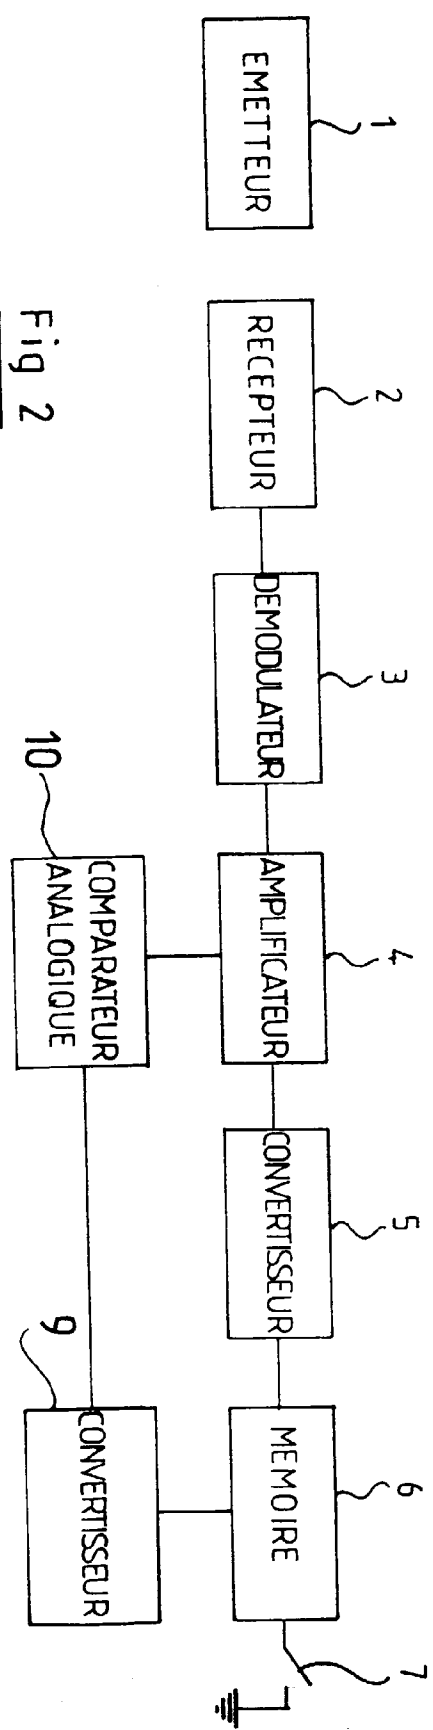 1
EMETTEUR
2
RECEPTEUR
3
DEMODULATEUR
4
AMPLIFICATEUR
5
CONVERTISSEUR
6
MEMOIRE
7
10
COMPARATEUR
ANALOGIQUE
9
CONVERTISSEUR
Fig 2